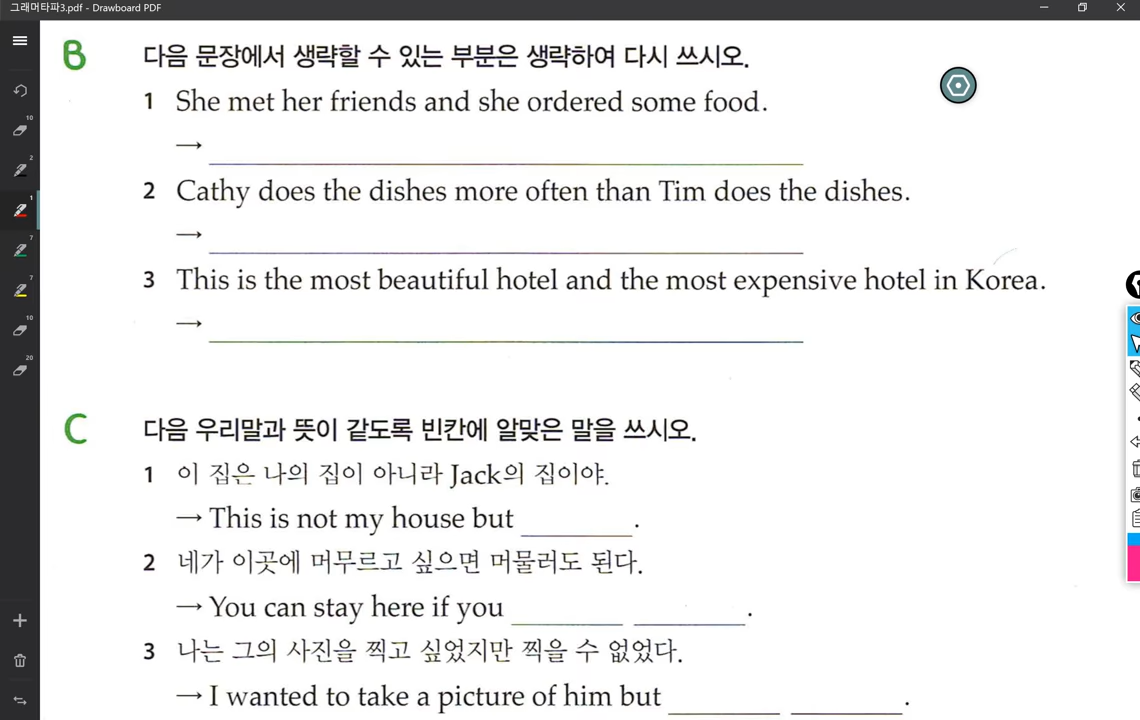 그래머타파3.pdf - Drawboard PDF
B 다음 문장에서 생략할 수 있는 부분은 생략하여 다시 쓰시오.
1 She met her friends and she ordered some food.
→
2 Cathy does the dishes more often than Tim does the dishes.
→
3 This is the most beautiful hotel and the most expensive hotel in Korea.
→
C 다음 우리말과 뜻이 같도록 빈칸에 알맞은 말을 쓰시오.
1 이 집은 나의 집이 아니라 Jack의 집이야.
→ This is not my house but ________.
2 네가 이곳에 머무르고 싶으면 머물러도 된다.
→ You can stay here if you ________ ________.
3 나는 그의 사진을 찍고 싶었지만 찍을 수 없었다.
→ I wanted to take a picture of him but ________ ________.
10
2
1
7
7
10
20